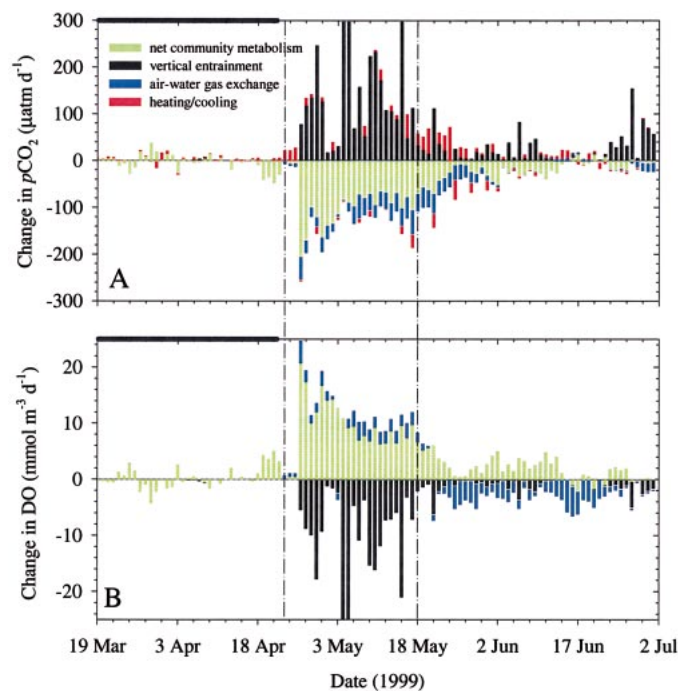 300
200
100
0
-100
-200
-300
Change in pCO₂ (µatm d⁻¹)
net community metabolism
vertical entrainment
air-water gas exchange
heating/cooling
A
20
10
0
-10
-20
Change in DO (mmol m⁻³ d⁻¹)
B
19 Mar 3 Apr 18 Apr 3 May 18 May 2 Jun 17 Jun 2 Jul
Date (1999)